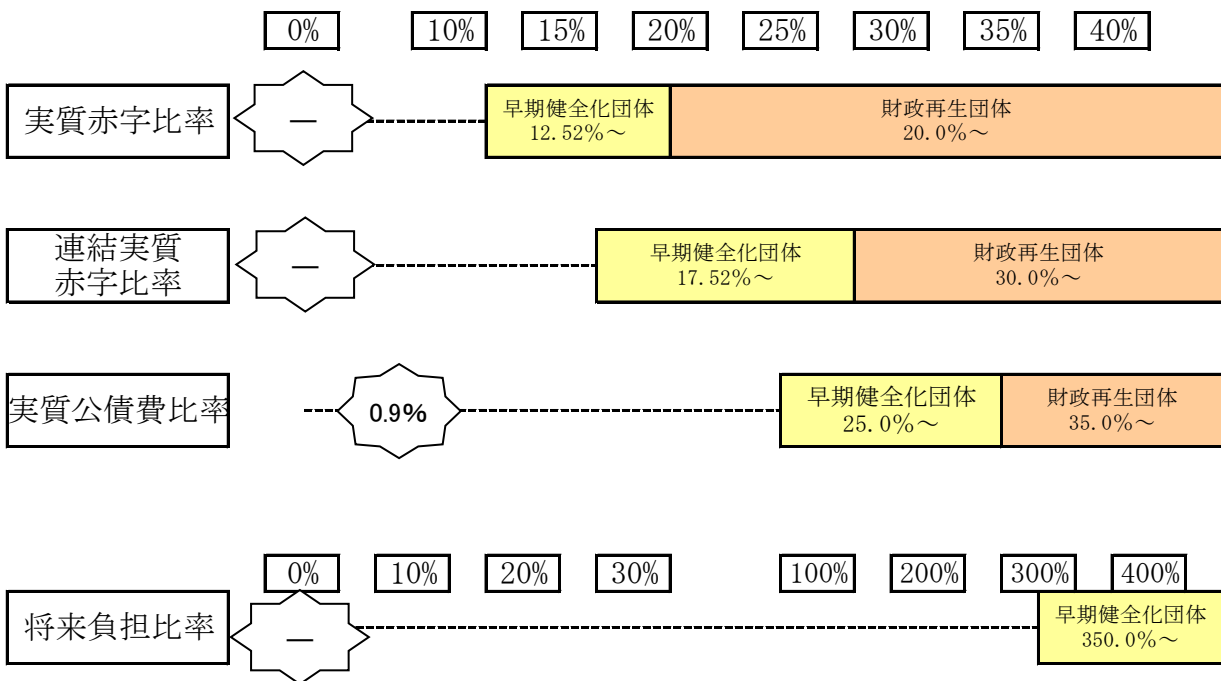 0% 10% 15% 20% 25% 30% 35% 40%
実質赤字比率
—
早期健全化団体
12.52%～
財政再生団体
20.0%～
連結実質
赤字比率
—
早期健全化団体
17.52%～
財政再生団体
30.0%～
実質公債費比率
0.9%
早期健全化団体
25.0%～
財政再生団体
35.0%～
0% 10% 20% 30% 100% 200% 300% 400%
将来負担比率
—
早期健全化団体
350.0%～